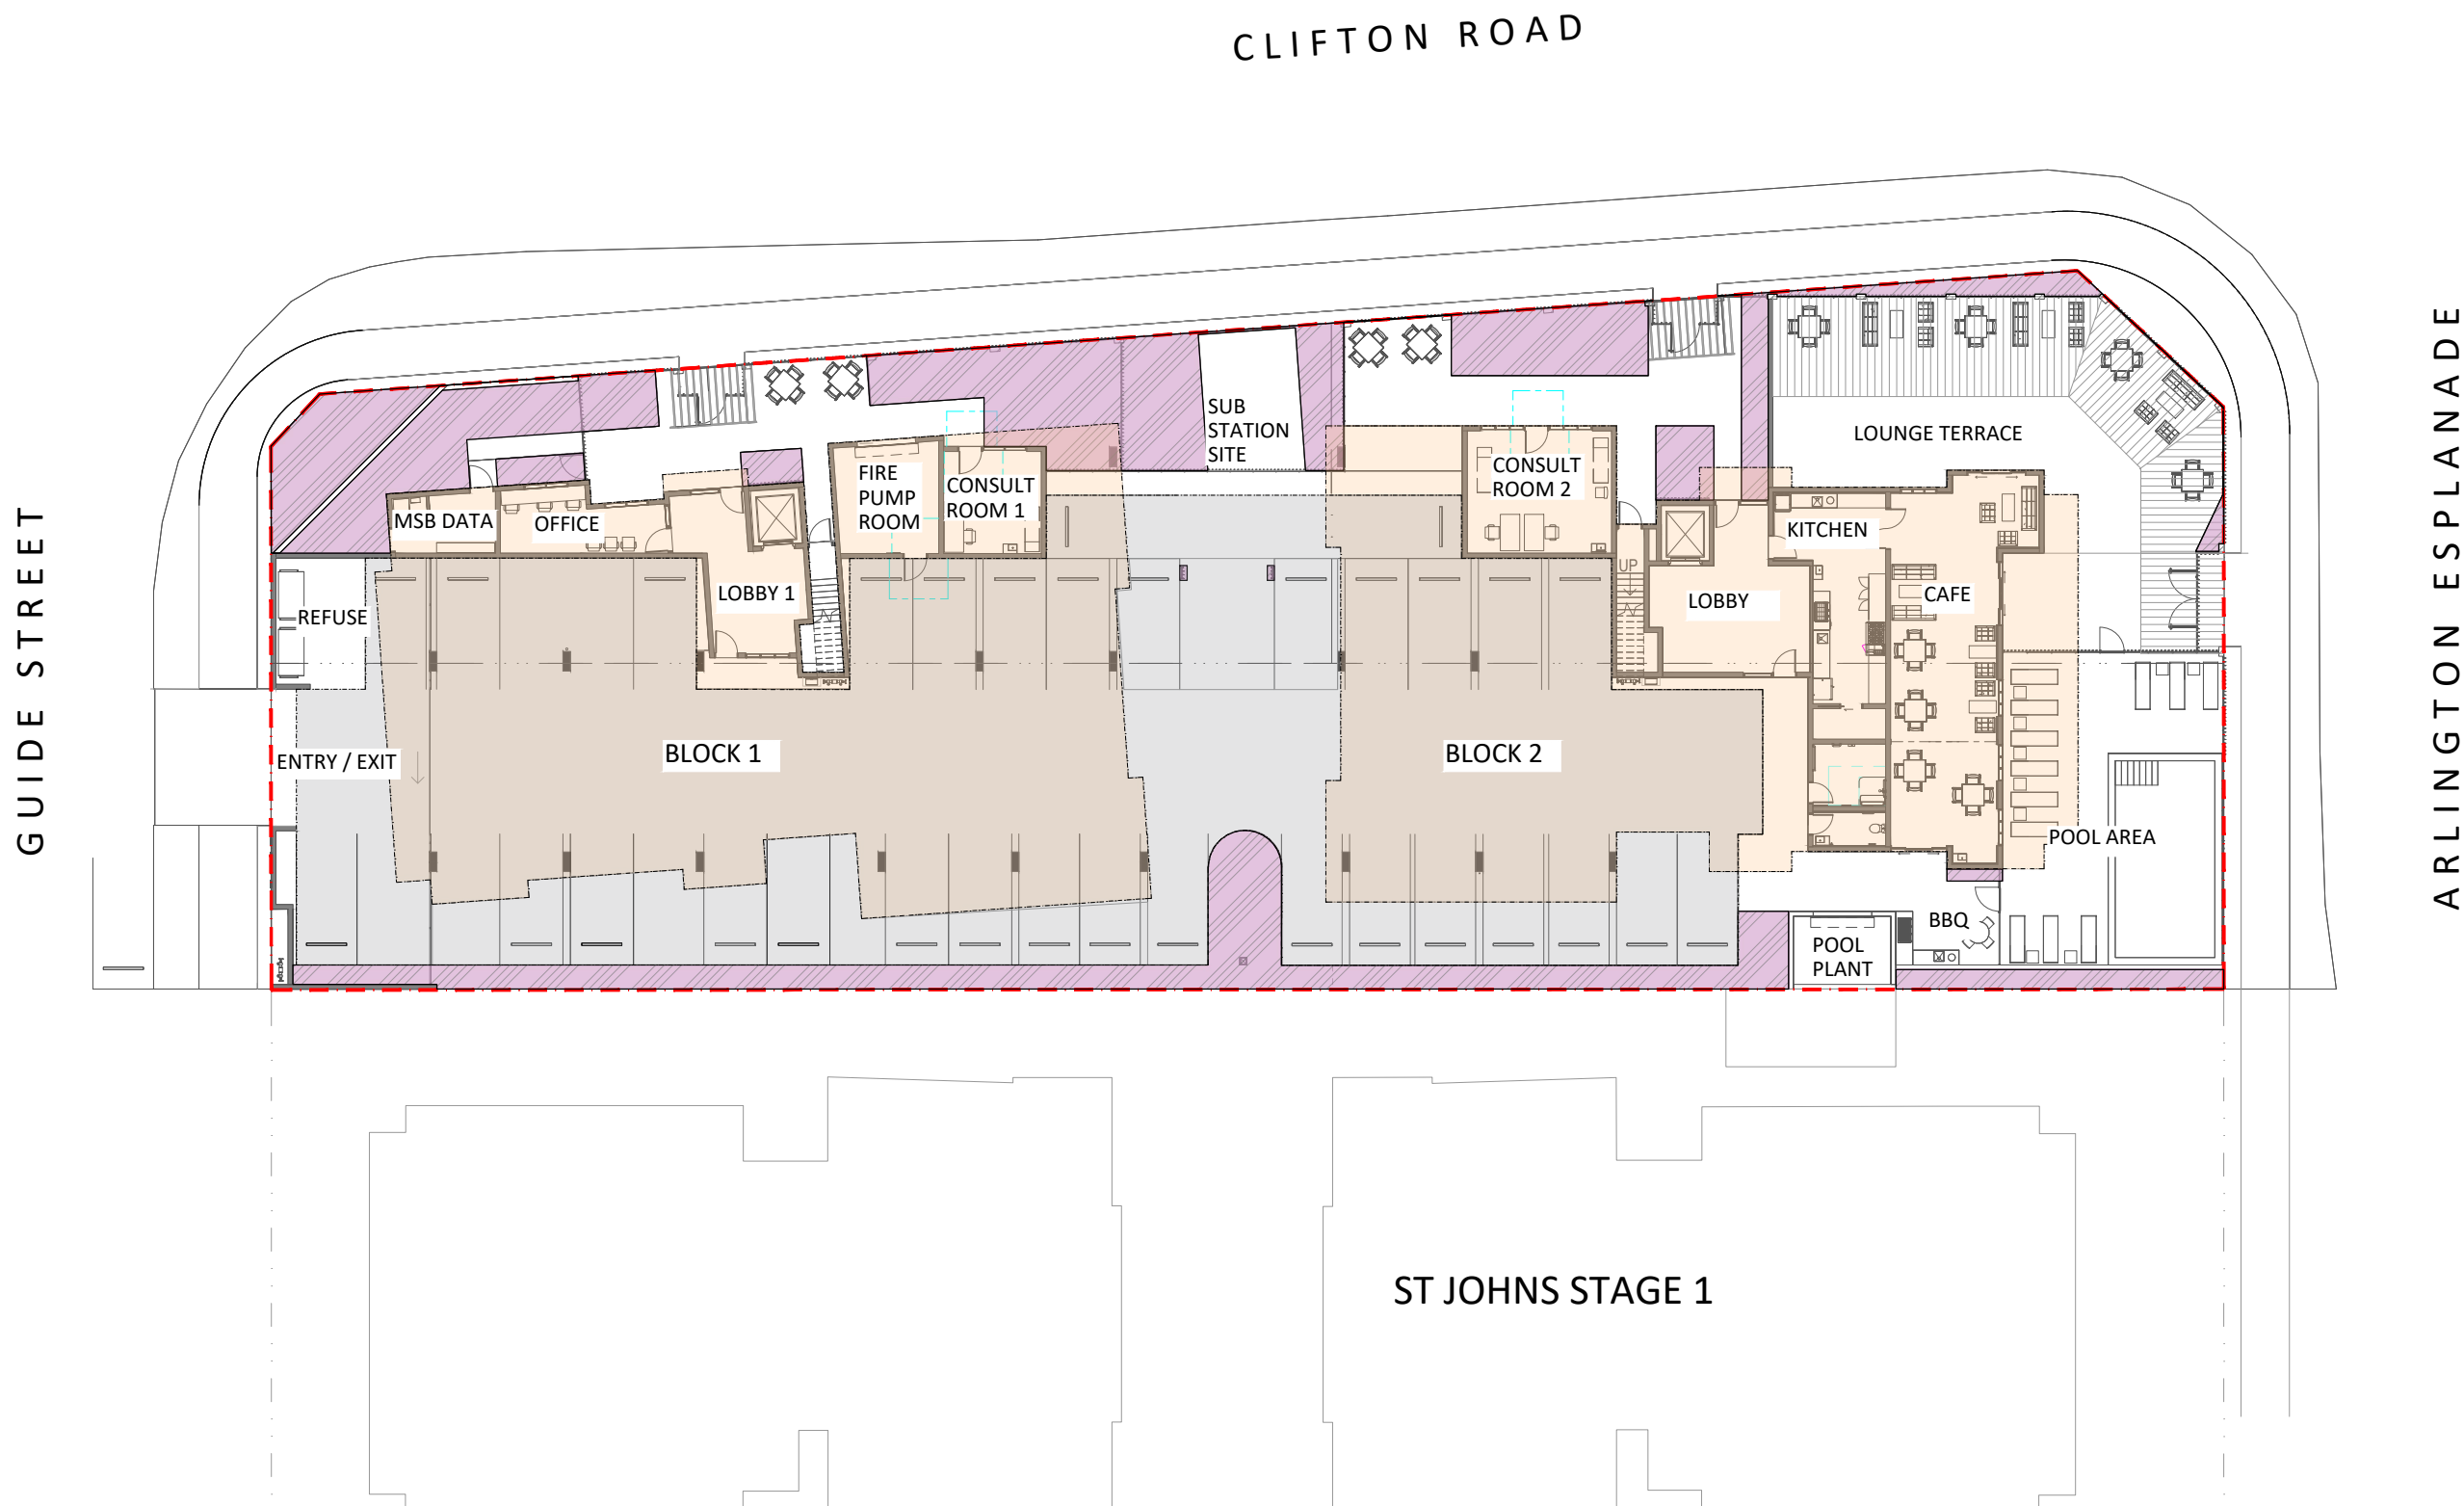 CLIFTON ROAD
GUIDE STREET
ARLINGTON ESPLANADE
SUB
STATION
SITE
LOUNGE TERRACE
MSB DATA
OFFICE
FIRE
PUMP
ROOM
CONSULT
ROOM 1
CONSULT
ROOM 2
KITCHEN
UP
REFUSE
LOBBY 1
LOBBY
CAFE
ENTRY / EXIT
BLOCK 1
BLOCK 2
POOL AREA
BBQ
POOL
PLANT
ST JOHNS STAGE 1